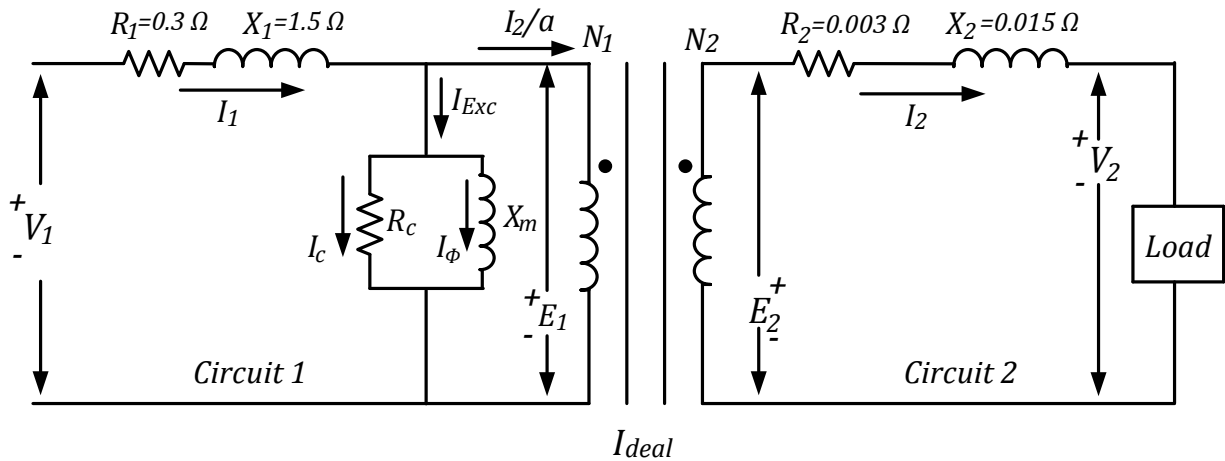 R1=0.3 Ω
X1=1.5 Ω
I2/a
N1
N2
R2=0.003 Ω
X2=0.015 Ω
I1
IExc
I2
+
V1
-
Ic
Rc
IΦ
Xm
+
E1
-
+
E2
-
+
V2
-
Load
Circuit 1
Circuit 2
Ideal